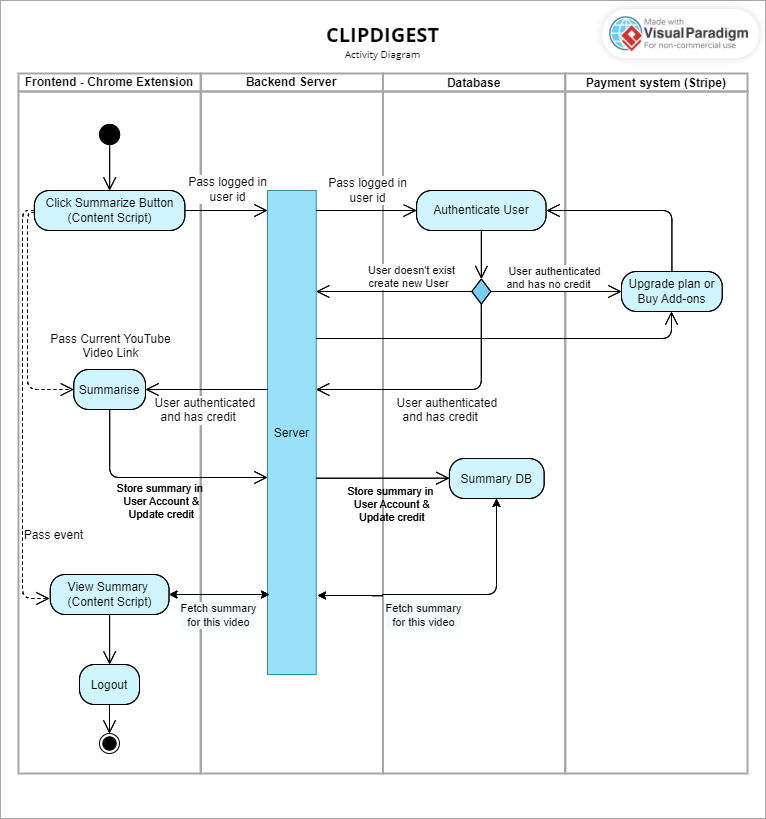 CLIPDIGEST
Activity Diagram
Made with
Visual Paradigm
For non-commercial use
Frontend - Chrome Extension
Backend Server
Database
Payment system (Stripe)
Click Summarize Button
(Content Script)
Pass logged in
user id
Pass logged in
user id
Authenticate User
User doesn't exist
create new User
User authenticated
and has no credit
Upgrade plan or
Buy Add-ons
Pass Current YouTube
Video Link
Summarise
User authenticated
and has credit
User authenticated
and has credit
Server
Store summary in
User Account &
Update credit
Store summary in
User Account &
Update credit
Summary DB
Pass event
View Summary
(Content Script)
Fetch summary
for this video
Fetch summary
for this video
Logout